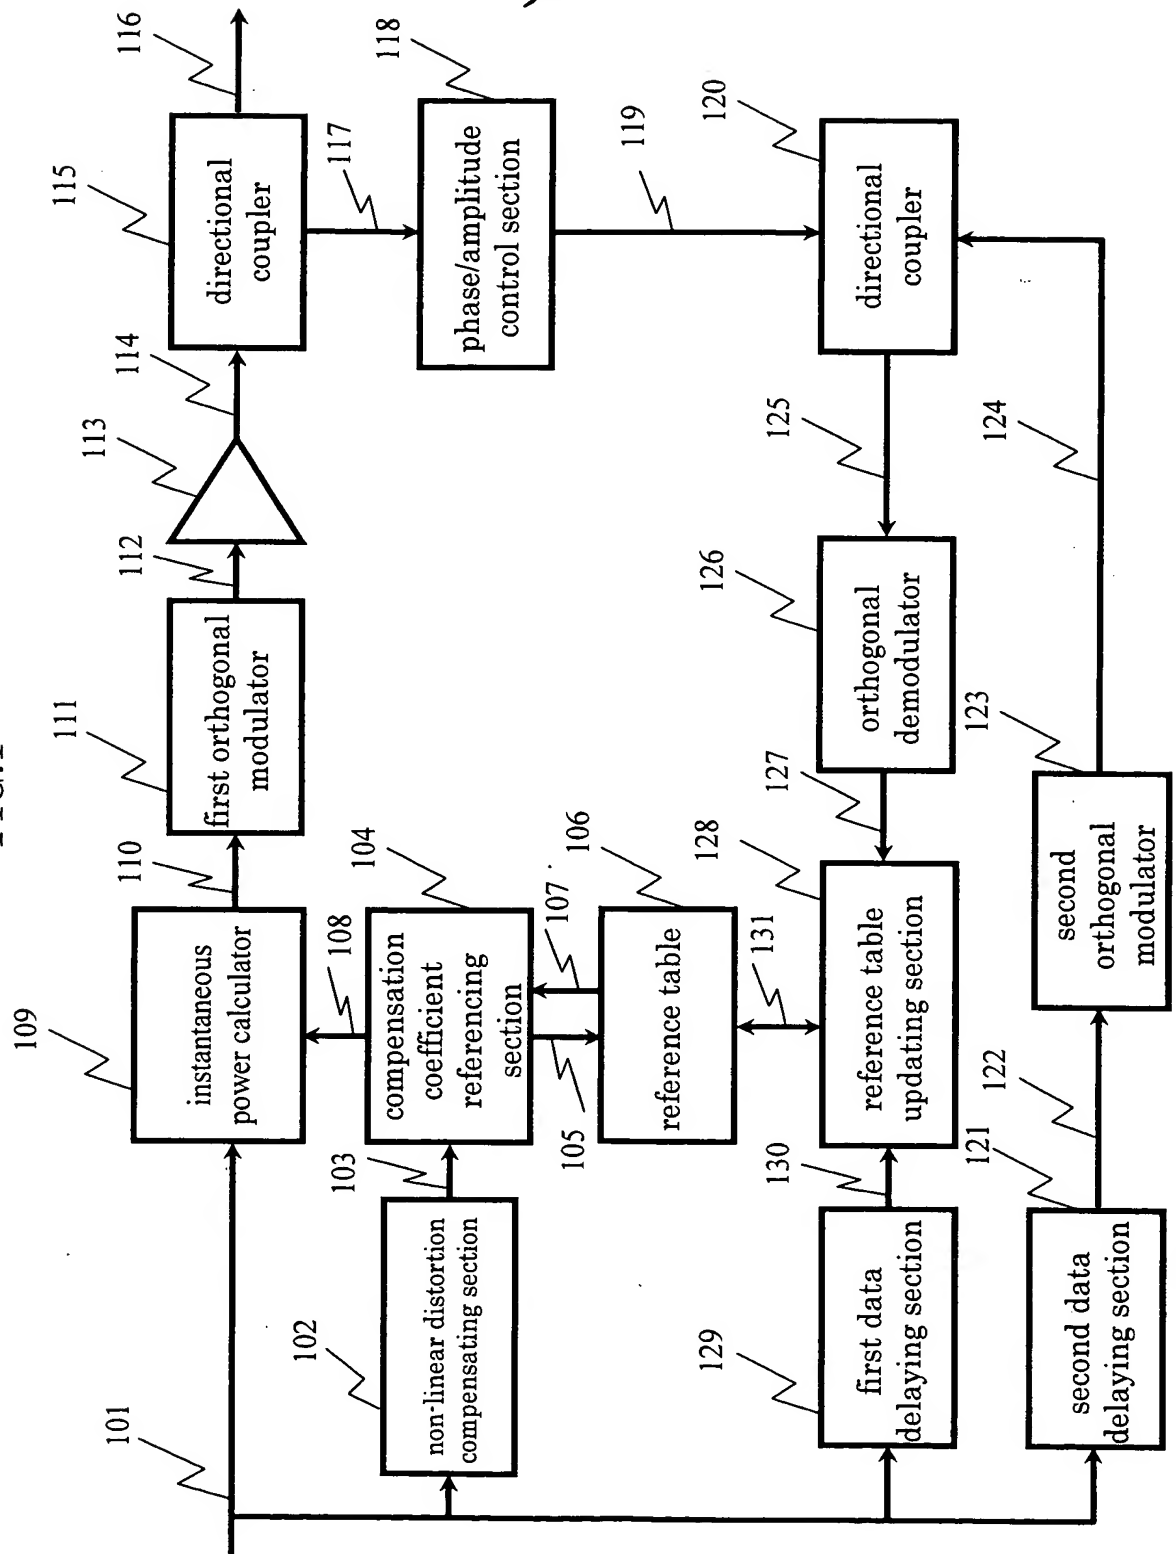 101
109
instantaneous
power calculator
110
111
first orthogonal
modulator
112
113
114
115
directional
coupler
116
102
non-linear distortion
compensating section
103
104
compensation
coefficient
referencing
section
108
105
107
106
reference table
131
117
118
phase/amplitude
control section
119
129
first data
delaying section
130
128
reference table
updating section
127
126
orthogonal
demodulator
125
120
directional
coupler
121
second data
delaying section
122
123
second
orthogonal
modulator
124